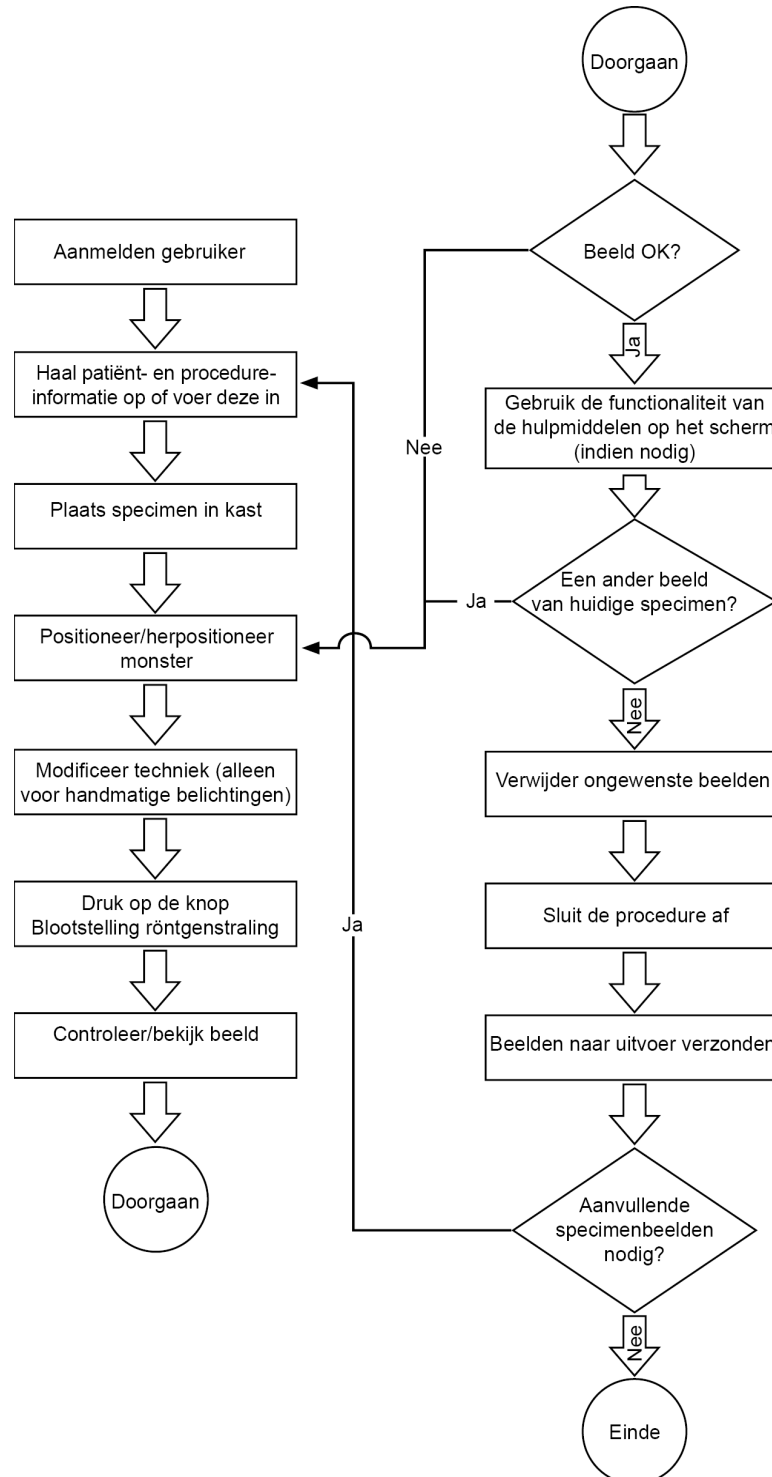 Aanmelden gebruiker
Haal patiënt- en procedure-
informatie op of voer deze in
Plaats specimen in kast
Positioneer/herpositioneer
monster
Modificeer techniek (alleen
voor handmatige belichtingen)
Druk op de knop
Blootstelling röntgenstraling
Controleer/bekijk beeld
Doorgaan
Doorgaan
Beeld OK?
Nee
Ja
Gebruik de functionaliteit van
de hulpmiddelen op het scherm
(indien nodig)
Een ander beeld
van huidige specimen?
Ja
Nee
Verwijder ongewenste beelden
Sluit de procedure af
Beelden naar uitvoer verzonden
Aanvullende
specimenbeelden
nodig?
Ja
Nee
Einde